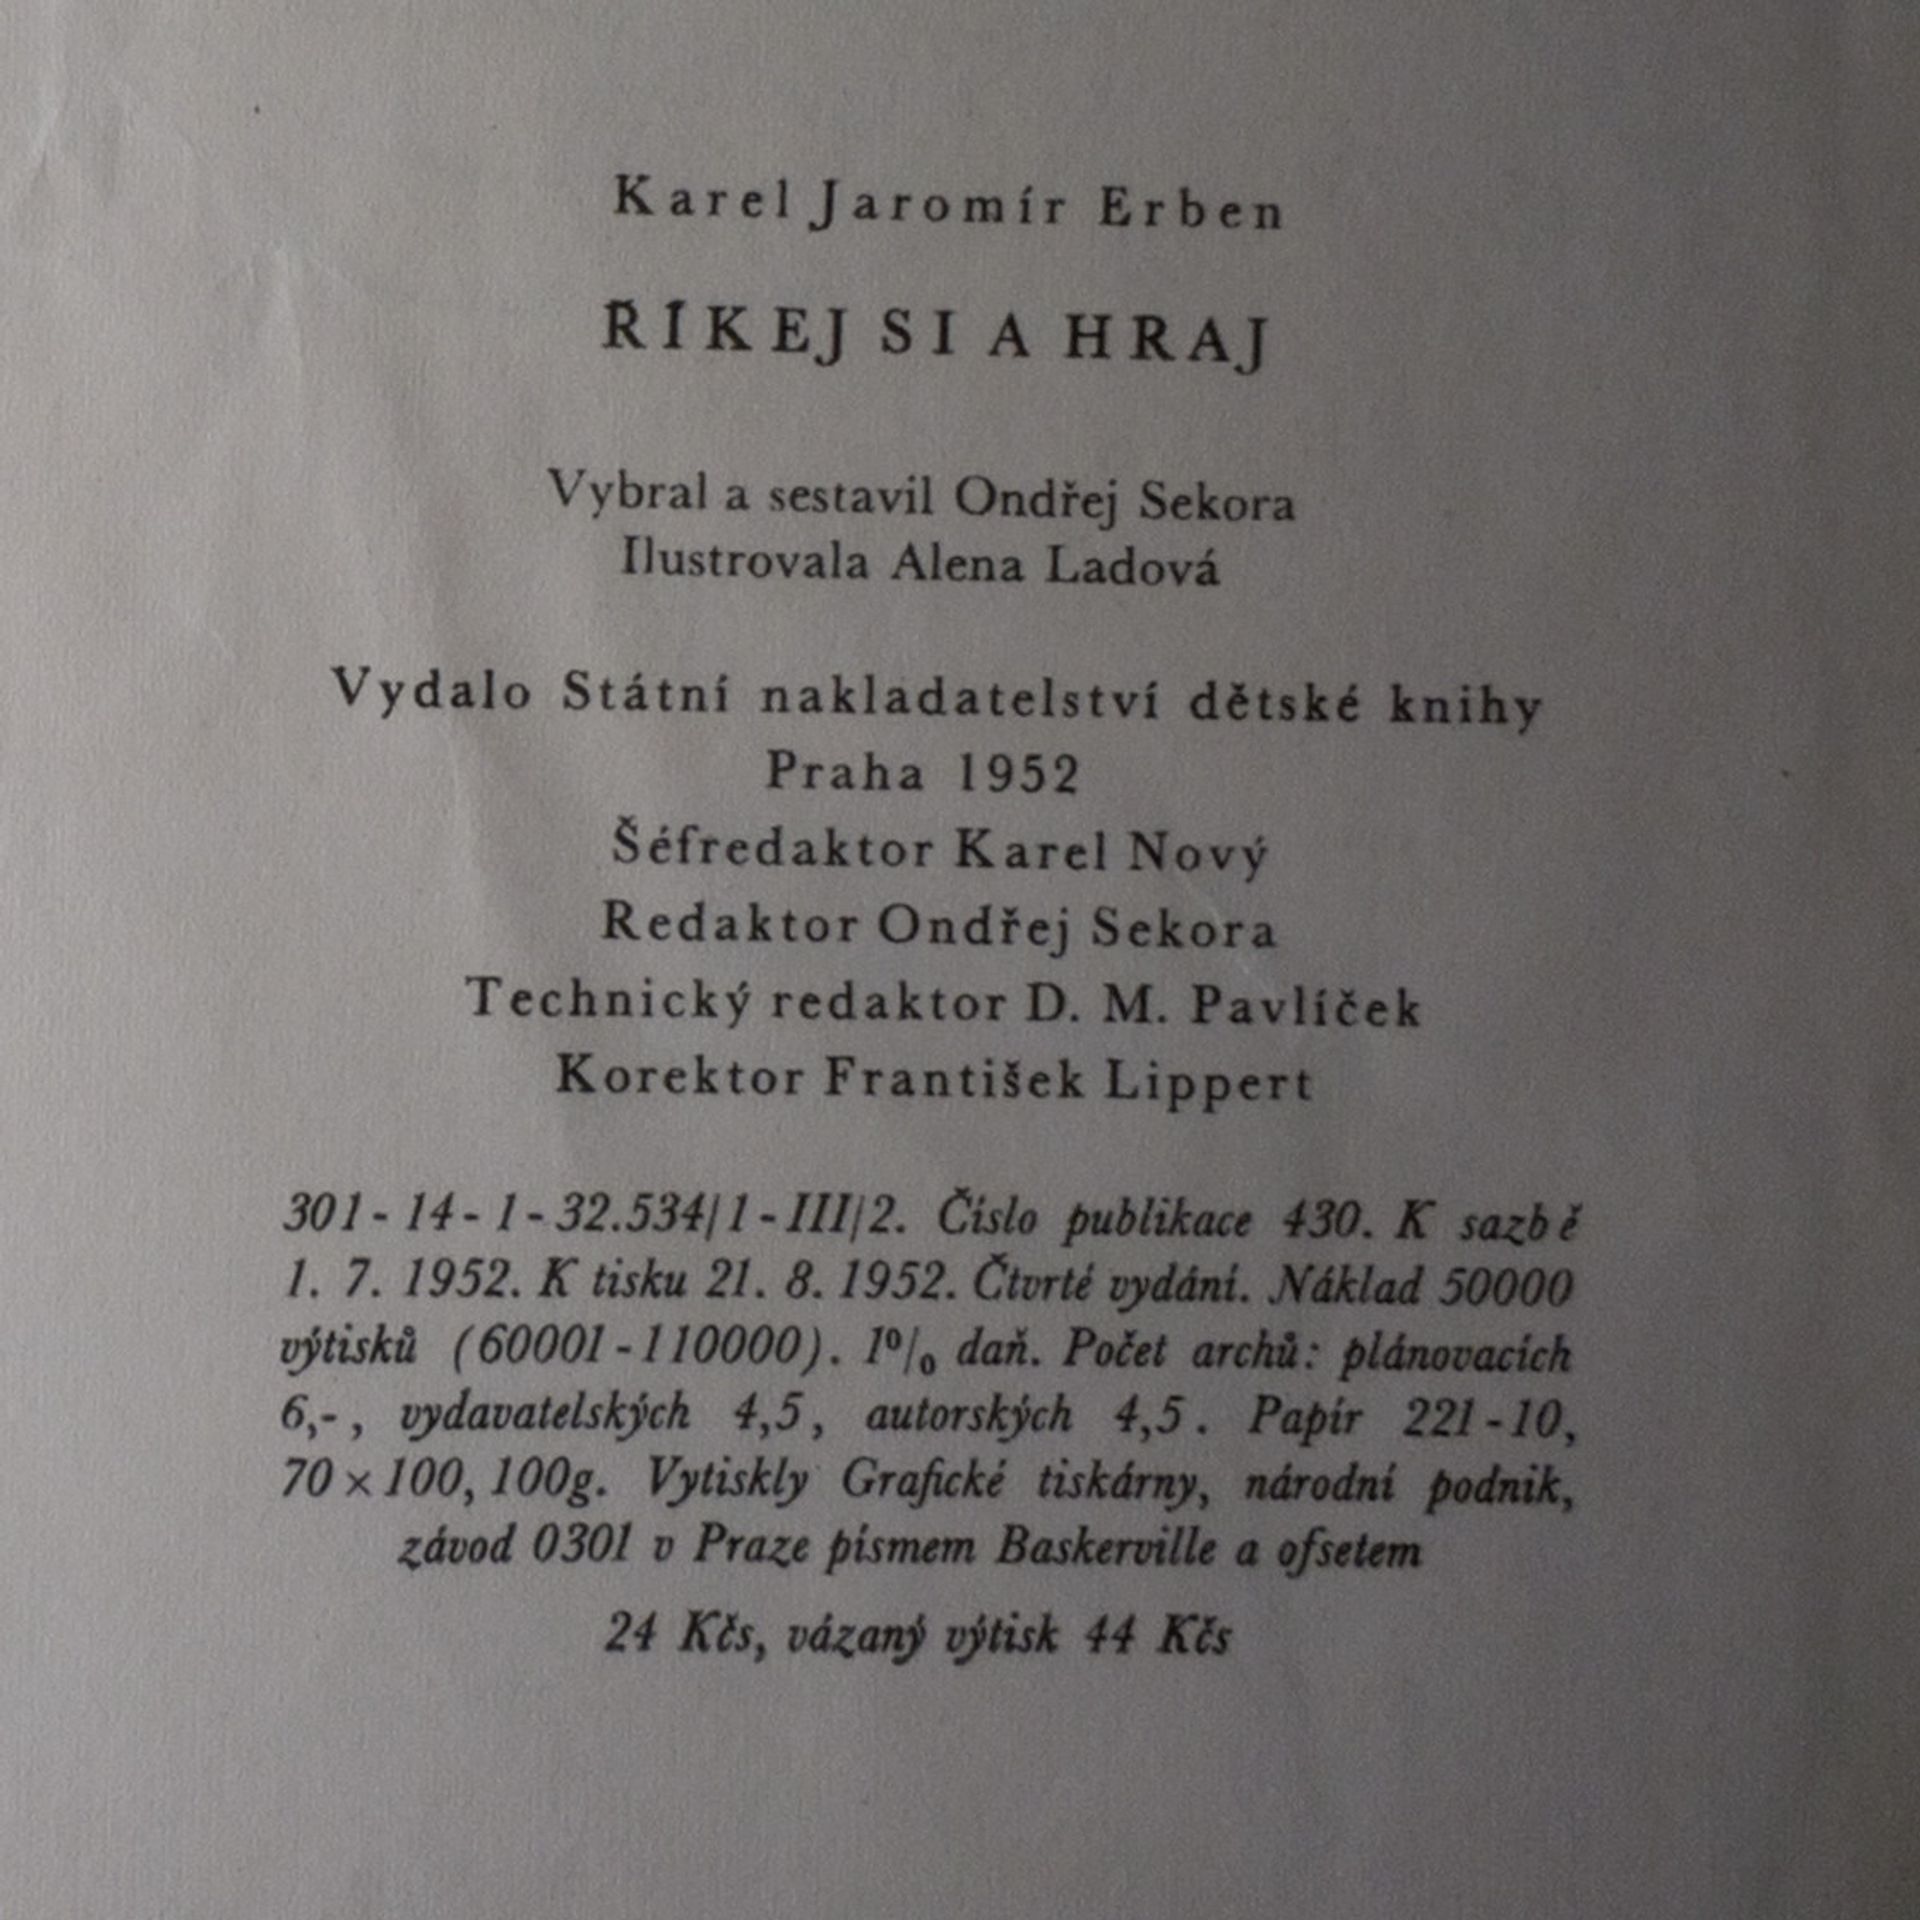 Karel Jaromír Erben
ŘÍKEJ SI A HRAJ
Vybral a sestavil Ondřej Sekora
Ilustrovala Alena Ladová
Vydalo Státní nakladatelství dětské knihy
Praha 1952
Šéfredaktor Karel Nový
Redaktor Ondřej Sekora
Technický redaktor D. M. Pavlíček
Korektor František Lippert
301-14-1-32.534/1-III/2. Číslo publikace 430. K sazbě
1. 7. 1952. K tisku 21. 8. 1952. Čtvrté vydání. Náklad 50000
výtisků (60001-110000). 1% daň. Počet archů: plánovacích
6,-, vydavatelských 4,5, autorských 4,5. Papír 221-10,
70×100, 100g. Vytiskly Grafické tiskárny, národní podnik,
závod 0301 v Praze písmem Baskerville a ofsetem
24 Kčs, vázaný výtisk 44 Kčs